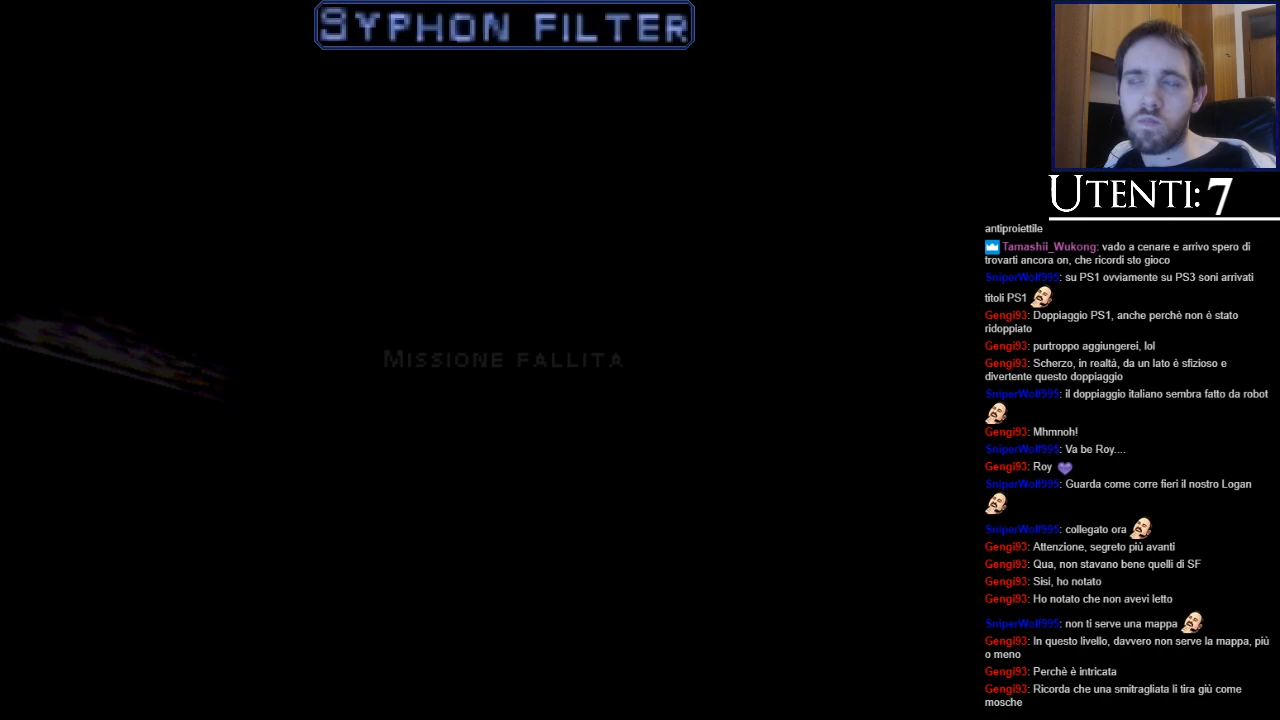 SYPHON FILTER
UTENTI: 7
antiproiettile
Tamashii_Wukong: vado a cenare e arrivo spero di
trovarti ancora on, che ricordi sto gioco
SniperWolf995: su PS1 ovviamente su PS3 soni arrivati
titoli PS1
Gengi93: Doppiaggio PS1, anche perchè non è stato
ridoppiato
Gengi93: purtroppo aggiungerei, lol
Gengi93: Scherzo, in realtà, da un lato è sfizioso e
divertente questo doppiaggio
SniperWolf995: il doppiaggio italiano sembra fatto da robot
Gengi93: Mhmnoh!
SniperWolf995: Va be Roy....
Gengi93: Roy
SniperWolf995: Guarda come corre fieri il nostro Logan
SniperWolf995: collegato ora
Gengi93: Attenzione, segreto più avanti
Gengi93: Qua, non stavano bene quelli di SF
Gengi93: Sisi, ho notato
Gengi93: Ho notato che non avevi letto
SniperWolf995: non ti serve una mappa
Gengi93: In questo livello, davvero non serve la mappa, più
o meno
Gengi93: Perchè è intricata
Gengi93: Ricorda che una smitragliata li tira giù come
mosche
MISSIONE FALLITA